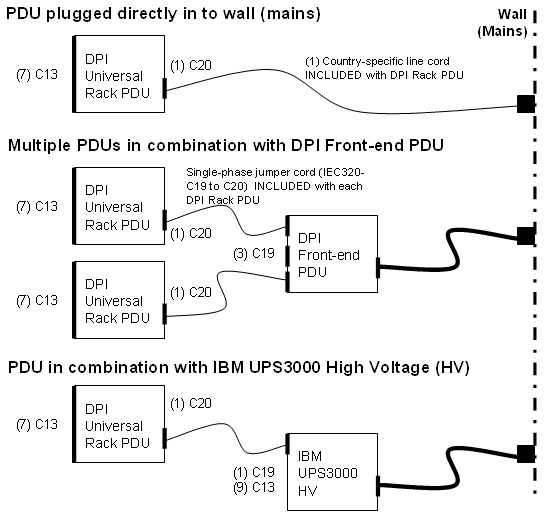 PDU plugged directly in to wall (mains)
Wall
(Mains)
DPI
Universal
Rack PDU
(7) C13
(1) C20
(1) Country-specific line cord
INCLUDED with DPI Rack PDU
Multiple PDUs in combination with DPI Front-end PDU
DPI
Universal
Rack PDU
(7) C13
(1) C20
Single-phase jumper cord (IEC320-
C19 to C20)  INCLUDED with each
DPI Rack PDU
(3) C19
DPI
Front-end
PDU
DPI
Universal
Rack PDU
(7) C13
(1) C20
PDU in combination with IBM UPS3000 High Voltage (HV)
DPI
Universal
Rack PDU
(7) C13
(1) C20
(1) C19
(9) C13
IBM
UPS3000
HV